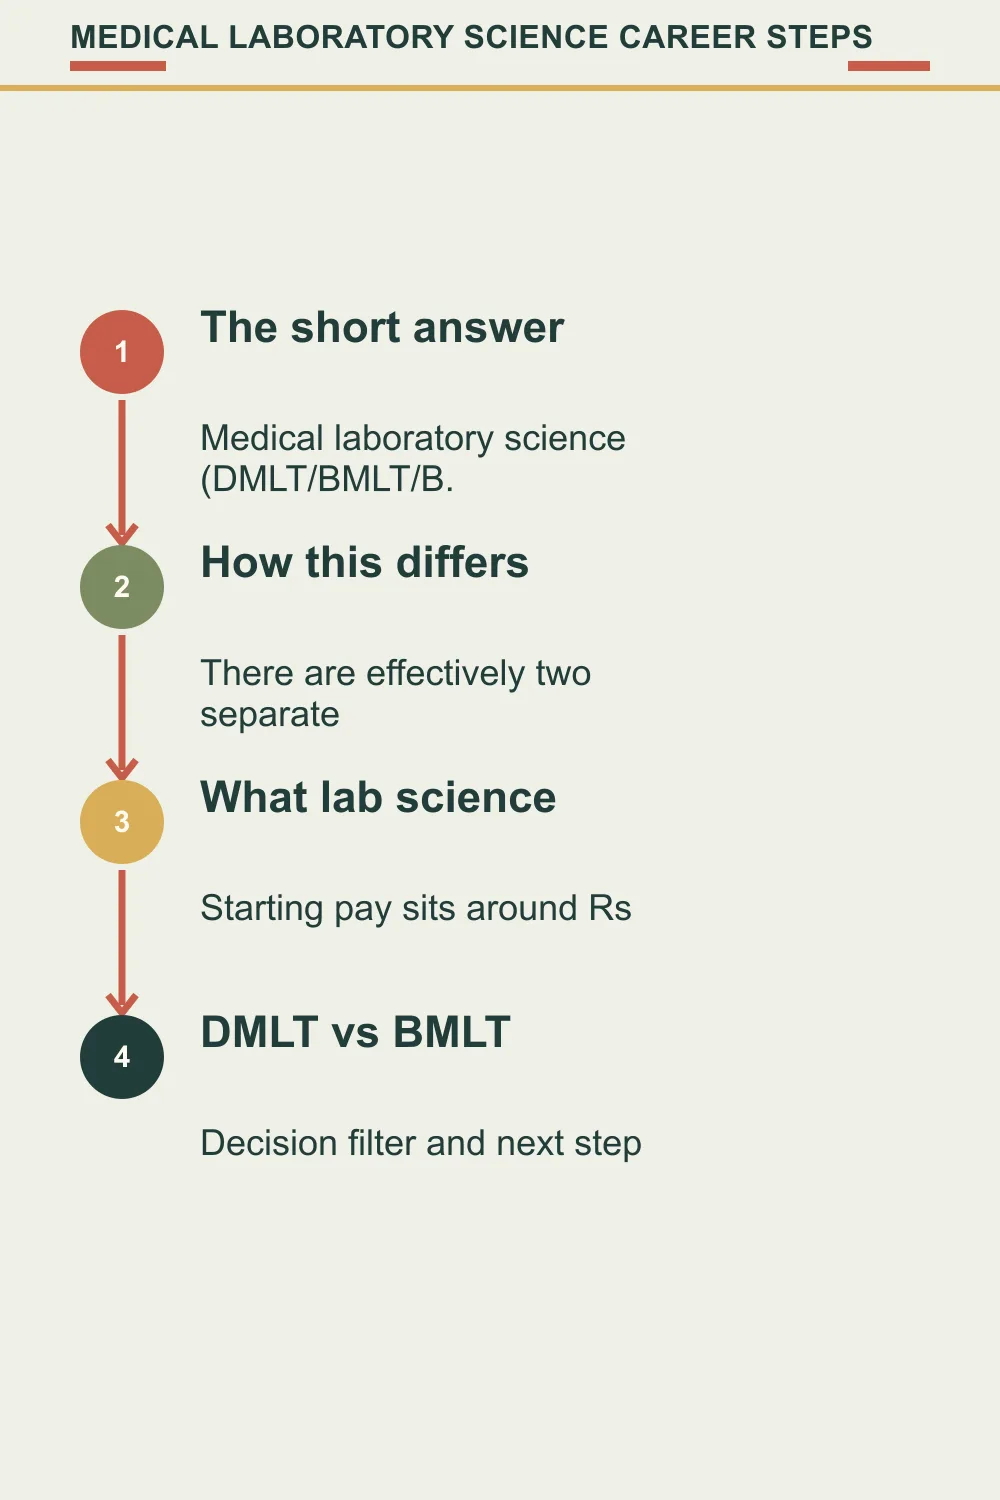 MEDICAL LABORATORY SCIENCE CAREER STEPS
1
The short answer
Medical laboratory science
(DMLT/BMLT/B.
2
How this differs
There are effectively two
separate
3
What lab science
Starting pay sits around Rs
4
DMLT vs BMLT
Decision filter and next step